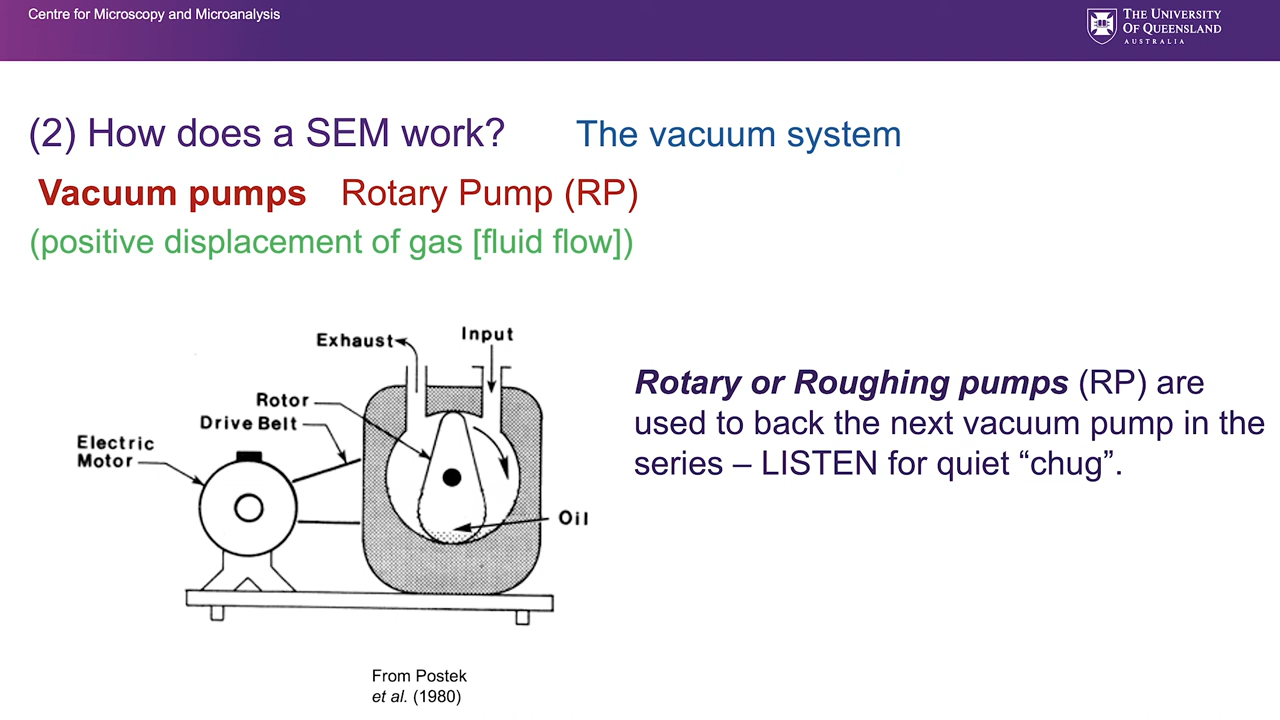 Centre for Microscopy and Microanalysis
THE UNIVERSITY
OF QUEENSLAND
AUSTRALIA
(2) How does a SEM work? The vacuum system
Vacuum pumps Rotary Pump (RP)
(positive displacement of gas [fluid flow])
Exhaust
Input
Rotor
Drive Belt
Electric
Motor
Oil
Rotary or Roughing pumps (RP) are
used to back the next vacuum pump in the
series – LISTEN for quiet “chug”.
From Postek
et al. (1980)